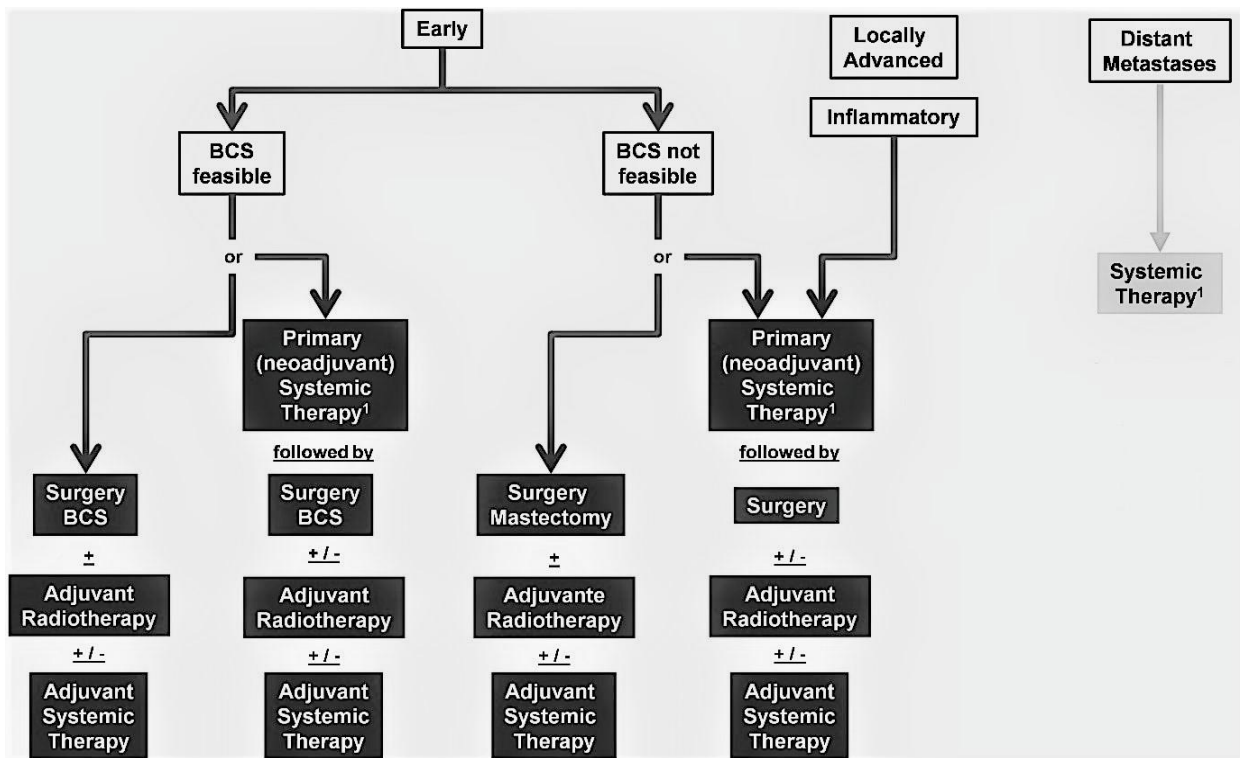 Early
Locally
Advanced
Distant
Metastases
Inflammatory
BCS
feasible
BCS not
feasible
or
or
Systemic
Therapy¹
Primary
(neoadjuvant)
Systemic
Therapy¹
Primary
(neoadjuvant)
Systemic
Therapy¹
followed by
followed by
Surgery
BCS
Surgery
BCS
Surgery
Mastectomy
Surgery
+
+ / -
+
+ / -
Adjuvant
Radiotherapy
Adjuvant
Radiotherapy
Adjuvante
Radiotherapy
Adjuvant
Radiotherapy
+ / -
+ / -
+ / -
+ / -
Adjuvant
Systemic
Therapy
Adjuvant
Systemic
Therapy
Adjuvant
Systemic
Therapy
Adjuvant
Systemic
Therapy